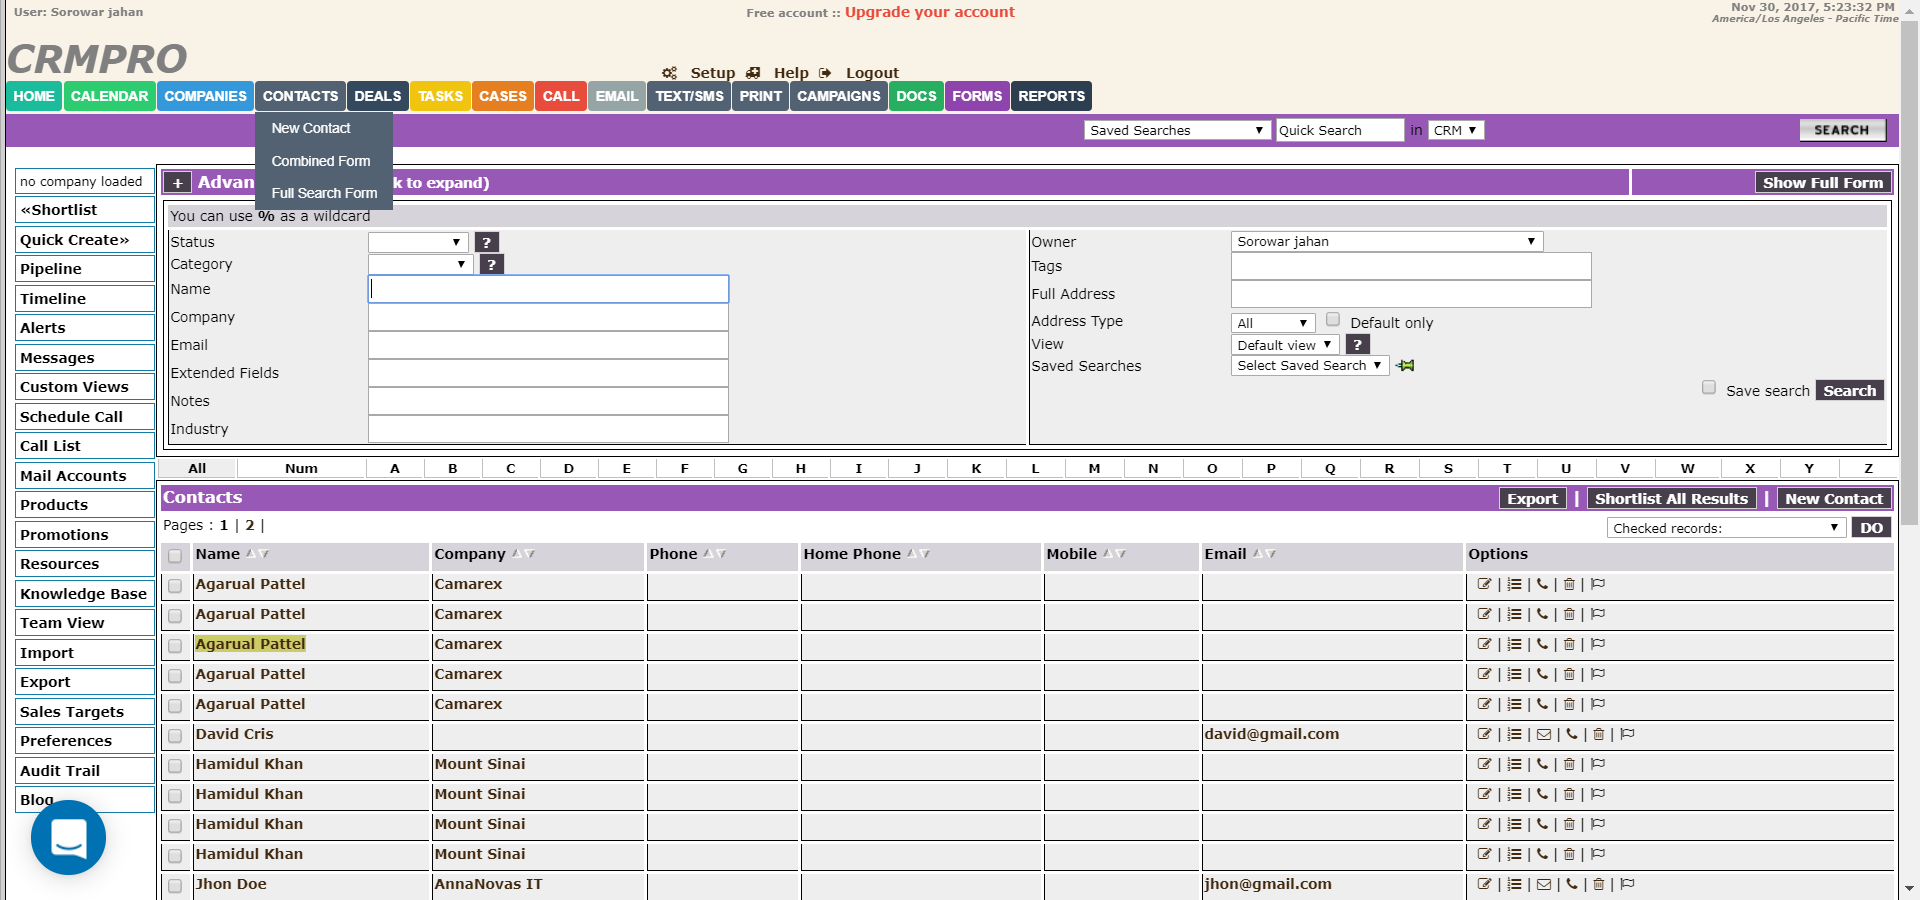 User: Sorowar jahan
Free account :: Upgrade your account
Nov 30, 2017, 5:23:32 PM
America/Los Angeles - Pacific Time
CRMPRO
Setup Help Logout
HOME CALENDAR COMPANIES CONTACTS DEALS TASKS CASES CALL EMAIL TEXT/SMS PRINT CAMPAIGNS DOCS FORMS REPORTS
New Contact
Combined Form
Full Search Form
Saved Searches Quick Search in CRM SEARCH
no company loaded
«Shortlist
Quick Create»
Pipeline
Timeline
Alerts
Messages
Custom Views
Schedule Call
Call List
Mail Accounts
Products
Promotions
Resources
Knowledge Base
Team View
Import
Export
Sales Targets
Preferences
Audit Trail
Blog
+ Advan k to expand) Show Full Form
You can use % as a wildcard
Status ?
Category ?
Name
Company
Email
Extended Fields
Notes
Industry
Owner Sorowar jahan
Tags
Full Address
Address Type All Default only
View Default view ?
Saved Searches Select Saved Search
Save search Search
All Num A B C D E F G H I J K L M N O P Q R S T U V W X Y Z
Contacts Export | Shortlist All Results | New Contact
Pages : 1 | 2 |
Checked records: DO
Name Company Phone Home Phone Mobile Email Options
Agarual Pattel Camarex | | | |
Agarual Pattel Camarex | | | |
Agarual Pattel Camarex | | | |
Agarual Pattel Camarex | | | |
Agarual Pattel Camarex | | | |
David Cris david@gmail.com | | | | |
Hamidul Khan Mount Sinai | | | |
Hamidul Khan Mount Sinai | | | |
Hamidul Khan Mount Sinai | | | |
Hamidul Khan Mount Sinai | | | |
Jhon Doe AnnaNovas IT jhon@gmail.com | | | | |